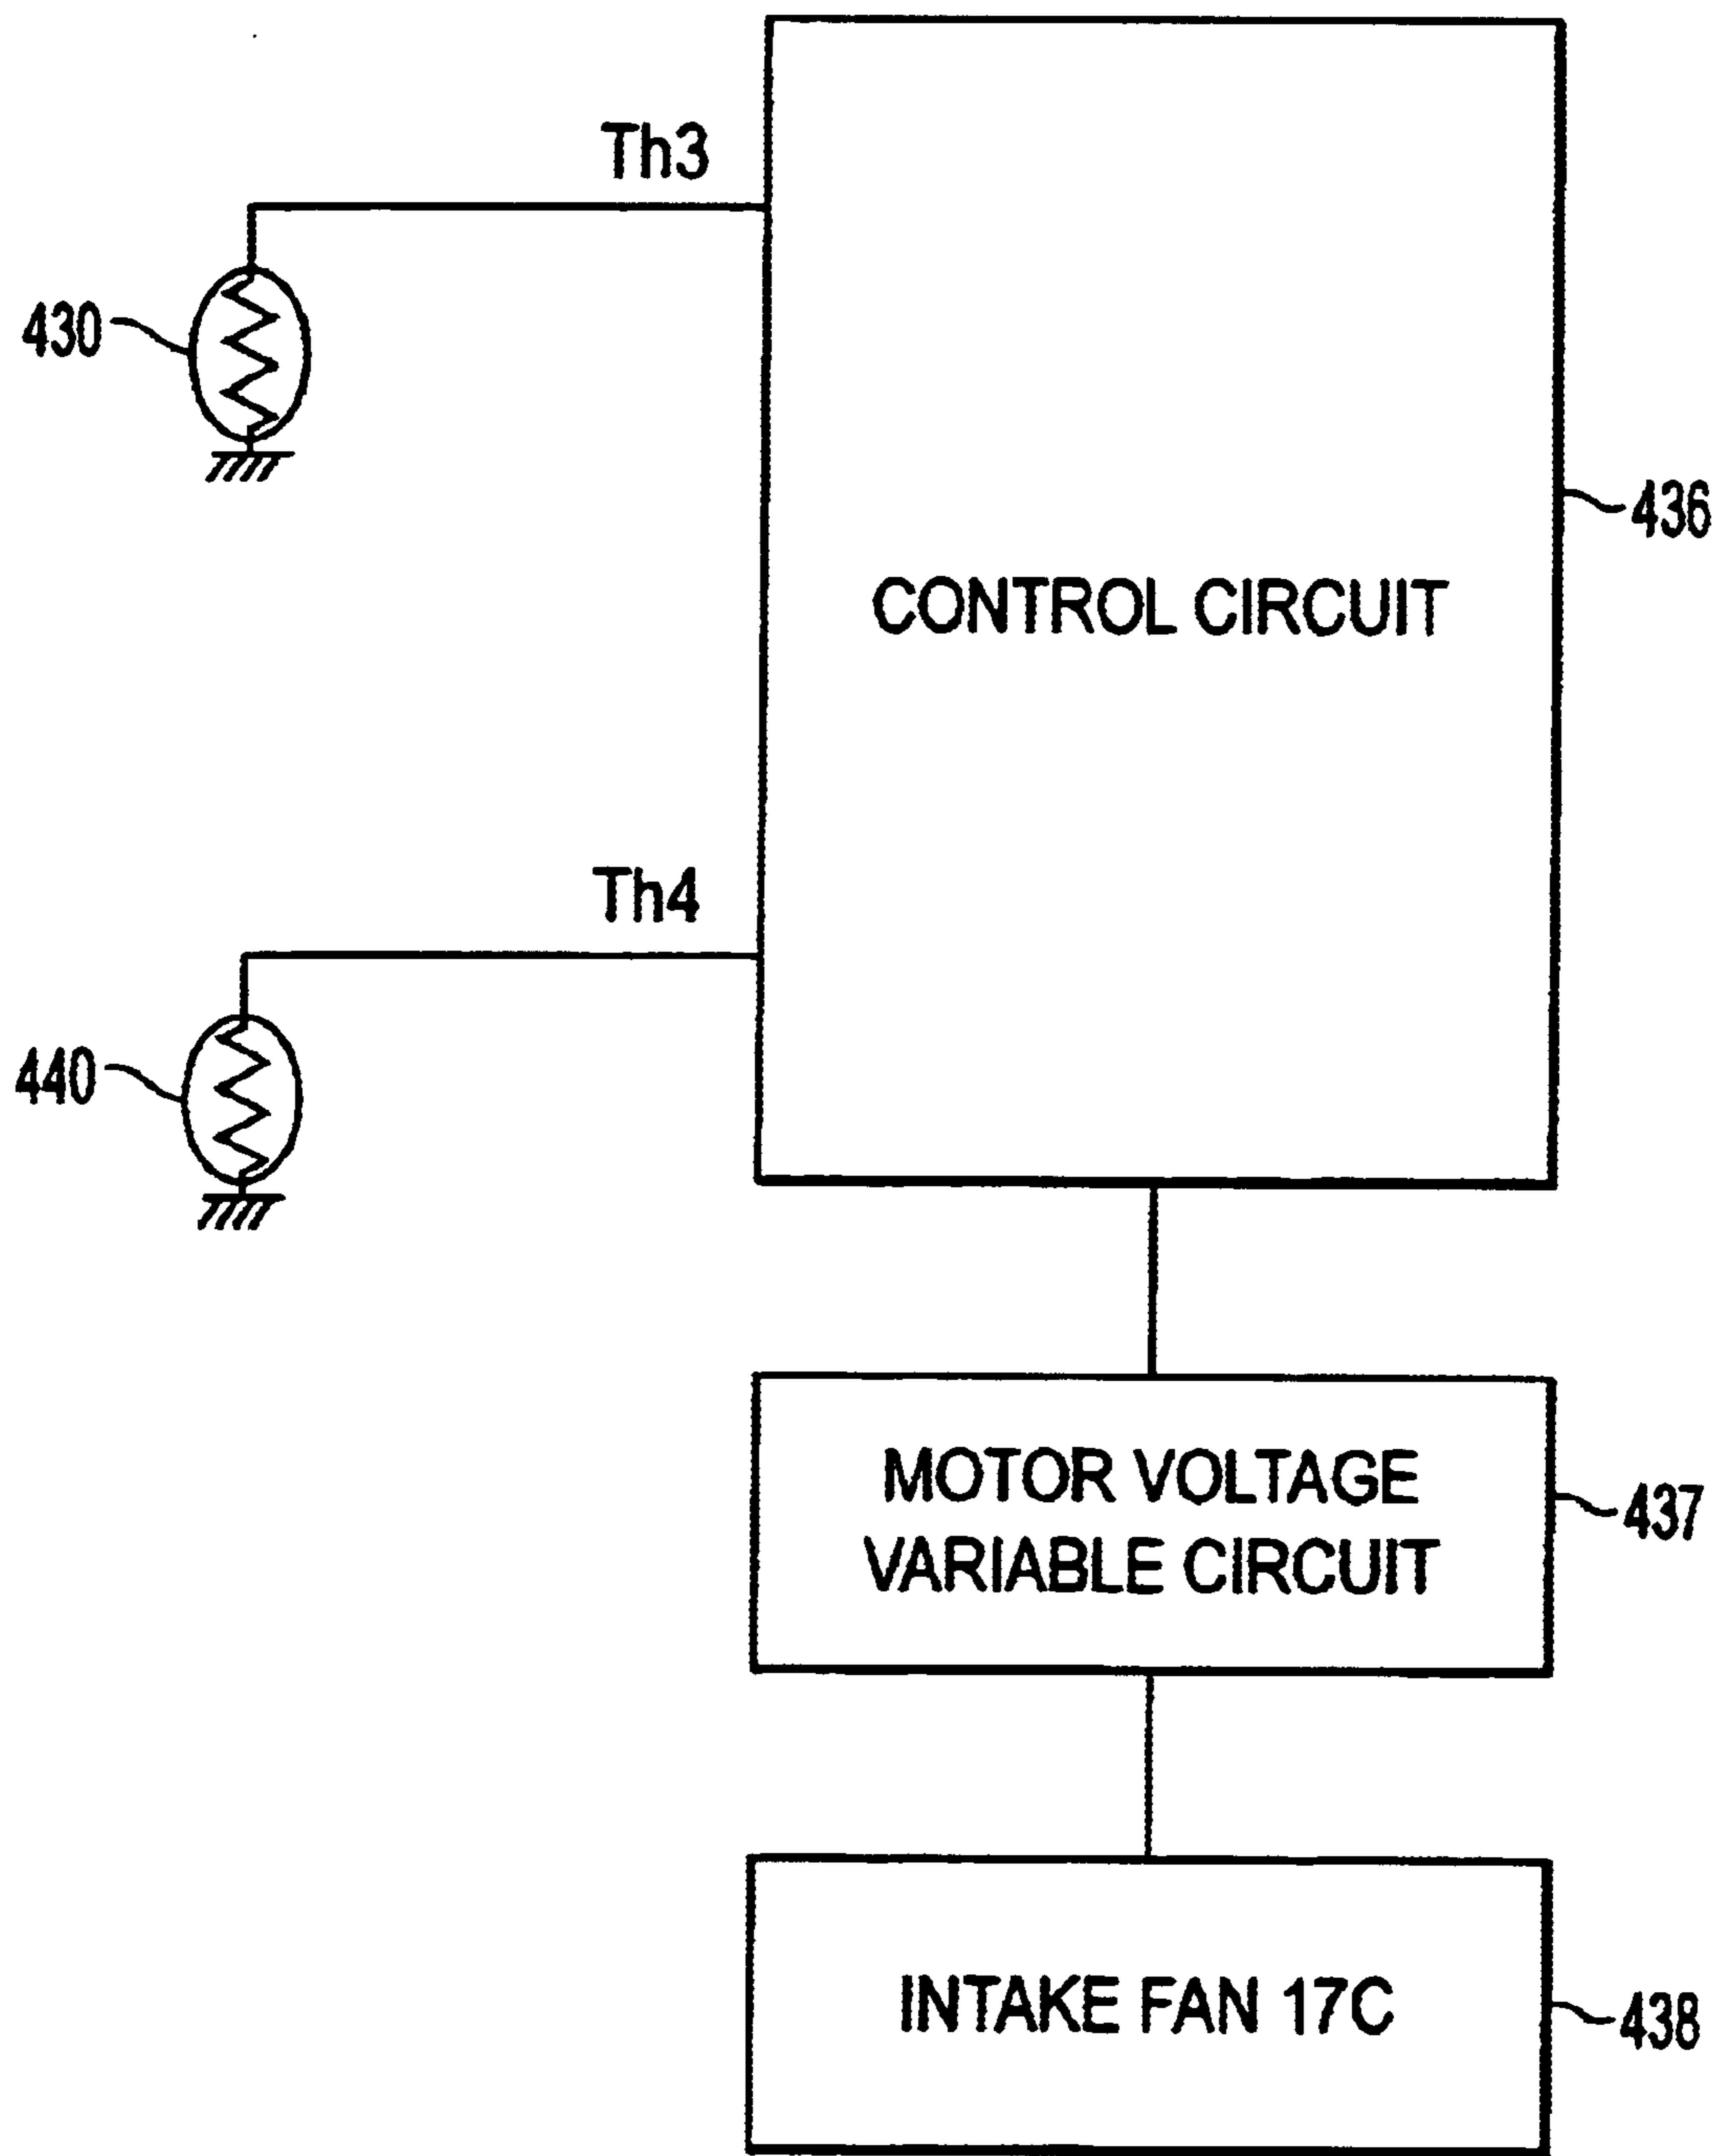 Th3
430
436
CONTROL CIRCUIT
Th4
440
MOTOR VOLTAGE
VARIABLE CIRCUIT
437
INTAKE FAN 17C
438